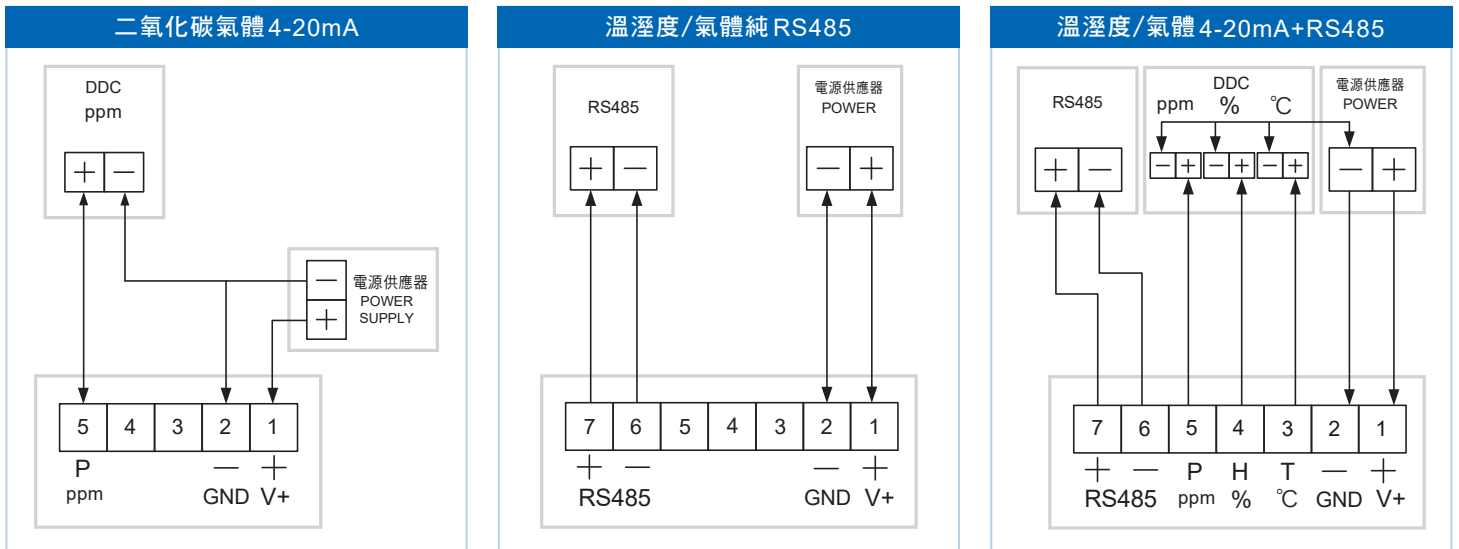 二氧化碳氣體4-20mA
DDC
ppm
+ −
−
+
電源供應器
POWER
SUPPLY
5 4 3 2 1
P − +
ppm GND V+
溫溼度/氣體純RS485
RS485
+ −
電源供應器
POWER
− +
7 6 5 4 3 2 1
+ − − +
RS485 GND V+
溫溼度/氣體4-20mA+RS485
RS485
+ −
DDC
ppm % ℃
− + − + − +
電源供應器
POWER
− +
7 6 5 4 3 2 1
+ − P H T − +
RS485 ppm % ℃ GND V+